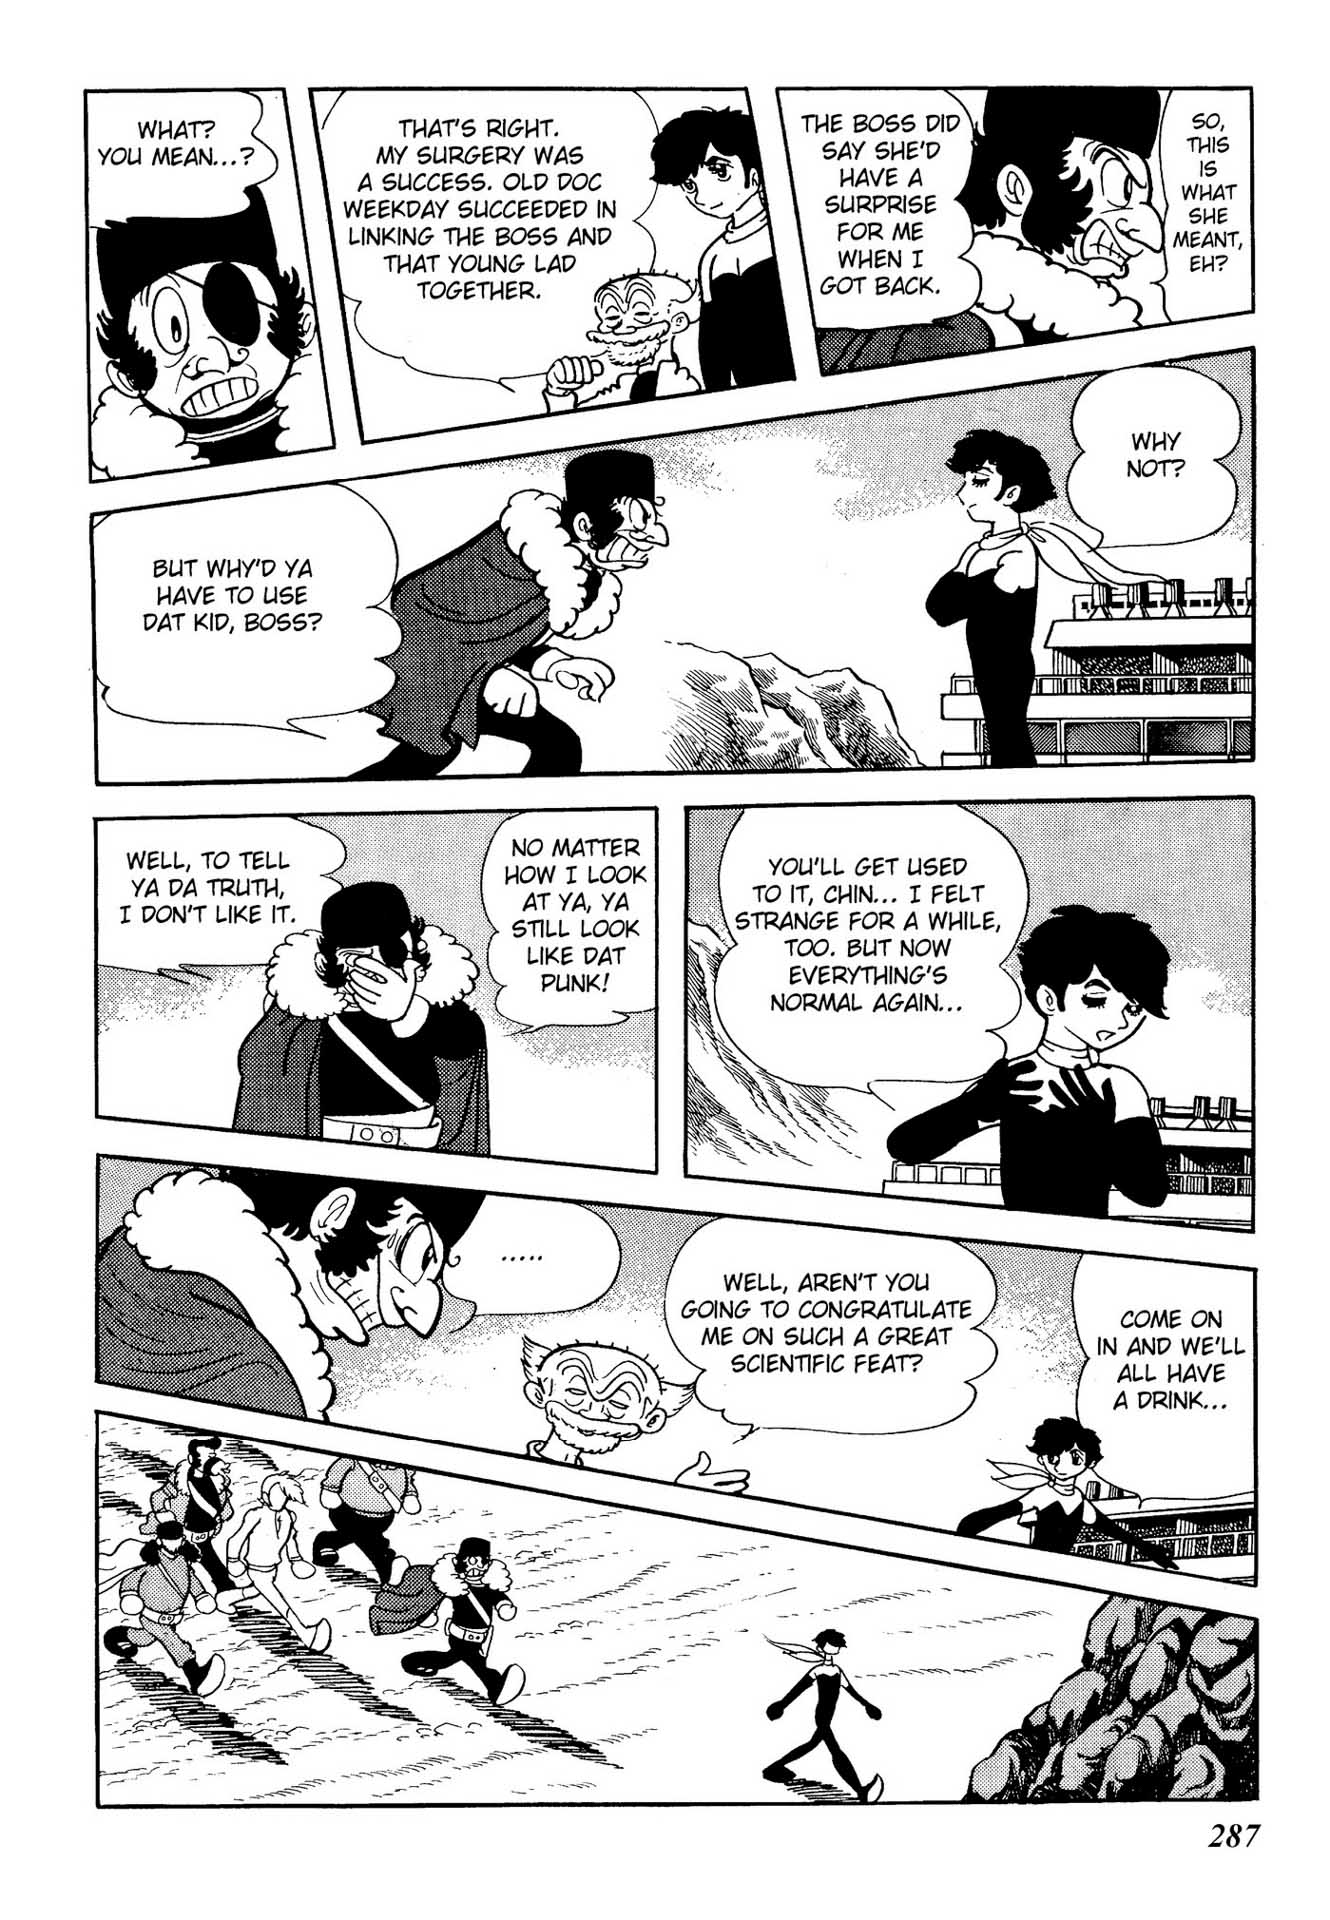 WHAT?
YOU MEAN...?
THAT'S RIGHT.
MY SURGERY WAS
A SUCCESS. OLD DOC
WEEKDAY SUCCEEDED IN
LINKING THE BOSS AND
THAT YOUNG LAD
TOGETHER.
THE BOSS DID
SAY SHE'D
HAVE A
SURPRISE
FOR ME
WHEN I
GOT BACK.
SO,
THIS
IS
WHAT
SHE
MEANT,
EH?
BUT WHY'D YA
HAVE TO USE
DAT KID, BOSS?
WHY
NOT?
WELL, TO TELL
YA DA TRUTH,
I DON'T LIKE IT.
NO MATTER
HOW I LOOK
AT YA, YA
STILL LOOK
LIKE DAT
PUNK!
YOU'LL GET USED
TO IT, CHIN... I FELT
STRANGE FOR A WHILE,
TOO. BUT NOW
EVERYTHING'S
NORMAL AGAIN...
.....
WELL, AREN'T YOU
GOING TO CONGRATULATE
ME ON SUCH A GREAT
SCIENTIFIC FEAT?
COME ON
IN AND WE'LL
ALL HAVE
A DRINK...
287